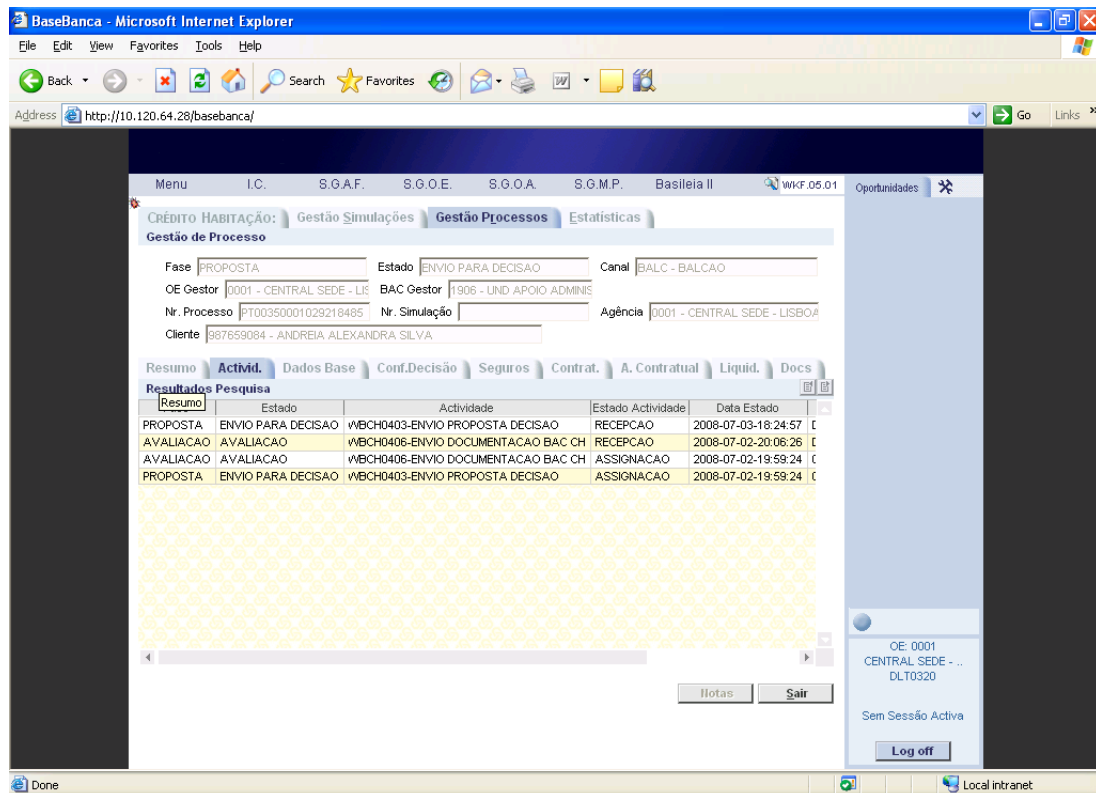 BaseBanca - Microsoft Internet Explorer
File Edit View Favorites Tools Help
Back Search Favorites
Address http://10.120.64.28/basebanca/ Go Links »
Menu I.C. S.G.A.F. S.G.O.E. S.G.O.A. S.G.M.P. Basileia II WKF.05.01 Oportunidades
CRÉDITO HABITAÇÃO: Gestão Simulações Gestão Processos Estatísticas
Gestão de Processo
Fase PROPOSTA Estado ENVIO PARA DECISAO Canal BALC - BALCAO
OE Gestor 0001 - CENTRAL SEDE - LIS BAC Gestor 1906 - UND APOIO ADMINIS
Nr. Processo PT00350001029218485 Nr. Simulação Agência 0001 - CENTRAL SEDE - LISBOA
Cliente 987659084 - ANDREIA ALEXANDRA SILVA
Resumo Activid. Dados Base Conf.Decisão Seguros Contrat. A. Contratual Liquid. Docs
Resultados Pesquisa
Resumo Estado Actividade Estado Actividade Data Estado
PROPOSTA ENVIO PARA DECISAO WBCH0403-ENVIO PROPOSTA DECISAO RECEPCAO 2008-07-03-18:24:57
AVALIACAO AVALIACAO WBCH0406-ENVIO DOCUMENTACAO BAC CH RECEPCAO 2008-07-02-20:06:26
AVALIACAO AVALIACAO WBCH0406-ENVIO DOCUMENTACAO BAC CH ASSIGNACAO 2008-07-02-19:59:24
PROPOSTA ENVIO PARA DECISAO WBCH0403-ENVIO PROPOSTA DECISAO ASSIGNACAO 2008-07-02-19:59:24
OE: 0001
CENTRAL SEDE - ..
DLT0320
Notas Sair
Sem Sessão Activa
Log off
Done Local intranet